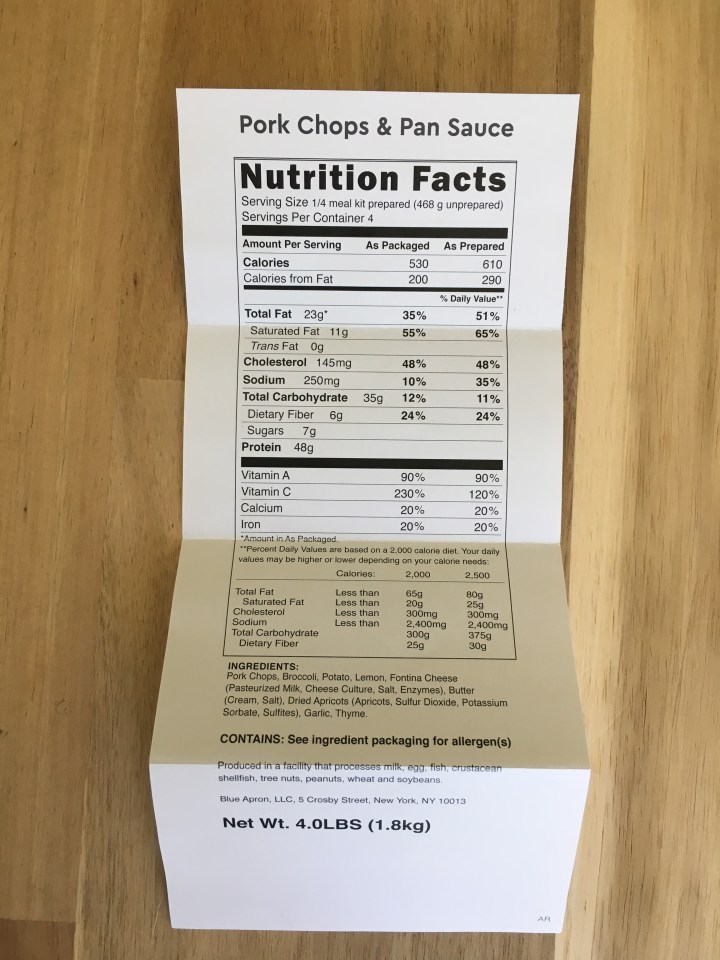 Pork Chops & Pan Sauce
Nutrition Facts
Serving Size 1/4 meal kit prepared (468 g unprepared)
Servings Per Container 4
Amount Per Serving As Packaged As Prepared
Calories 530 610
Calories from Fat 200 290
% Daily Value**
Total Fat 23g* 35% 51%
Saturated Fat 11g 55% 65%
Trans Fat 0g
Cholesterol 145mg 48% 48%
Sodium 250mg 10% 35%
Total Carbohydrate 35g 12% 11%
Dietary Fiber 6g 24% 24%
Sugars 7g
Protein 48g
Vitamin A 90% 90%
Vitamin C 230% 120%
Calcium 20% 20%
Iron 20% 20%
*Amount in As Packaged.
**Percent Daily Values are based on a 2,000 calorie diet. Your daily
values may be higher or lower depending on your calorie needs:
Calories: 2,000 2,500
Total Fat Less than 65g 80g
Saturated Fat Less than 20g 25g
Cholesterol Less than 300mg 300mg
Sodium Less than 2,400mg 2,400mg
Total Carbohydrate 300g 375g
Dietary Fiber 25g 30g
INGREDIENTS:
Pork Chops, Broccoli, Potato, Lemon, Fontina Cheese
(Pasteurized Milk, Cheese Culture, Salt, Enzymes), Butter
(Cream, Salt), Dried Apricots (Apricots, Sulfur Dioxide, Potassium
Sorbate, Sulfites), Garlic, Thyme.
CONTAINS: See ingredient packaging for allergen(s)
Produced in a facility that processes milk, egg, fish, crustacean
shellfish, tree nuts, peanuts, wheat and soybeans.
Blue Apron, LLC, 5 Crosby Street, New York, NY 10013
Net Wt. 4.0LBS (1.8kg)
AR